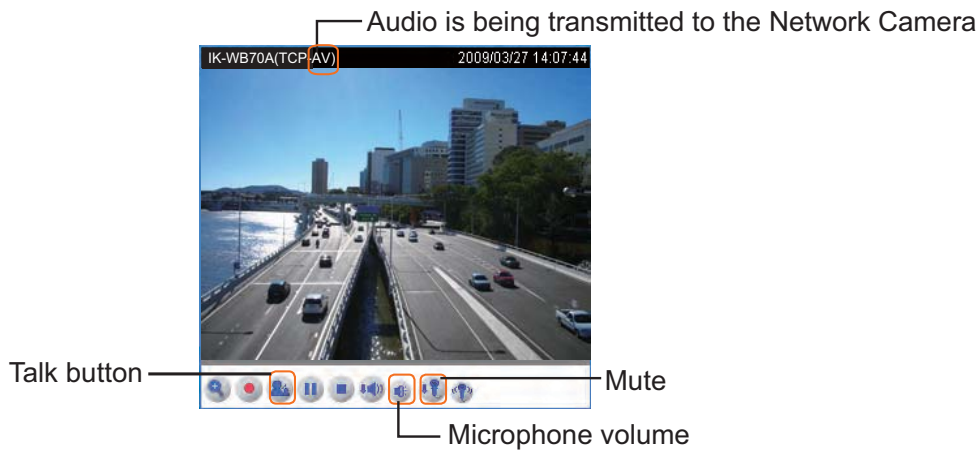 Audio is being transmitted to the Network Camera
IK-WB70A(TCP-AV) 2009/03/27 14:07:44
Talk button
Mute
Microphone volume